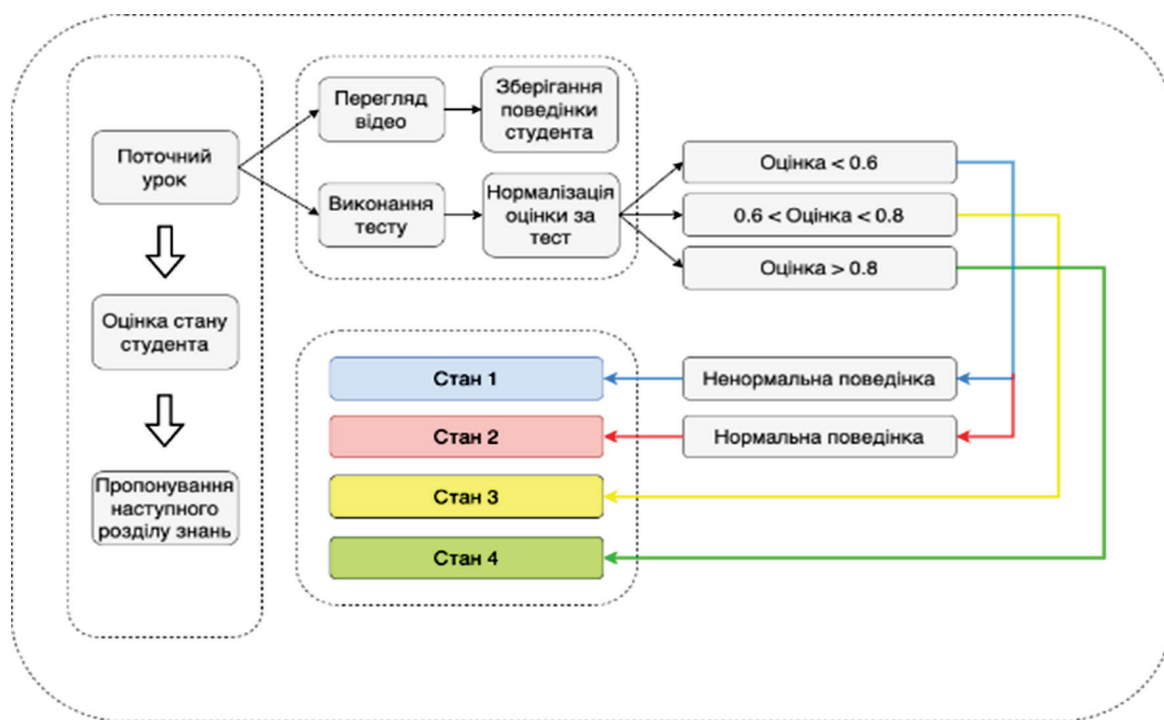 Поточний
урок
Оцінка стану
студента
Пропонування
наступного
розділу знань
Перегляд
відео
Зберігання
поведінки
студента
Виконання
тесту
Нормалізація
оцінки за
тест
Оцінка < 0.6
0.6 < Оцінка < 0.8
Оцінка > 0.8
Стан 1
Ненормальна поведінка
Стан 2
Нормальна поведінка
Стан 3
Стан 4